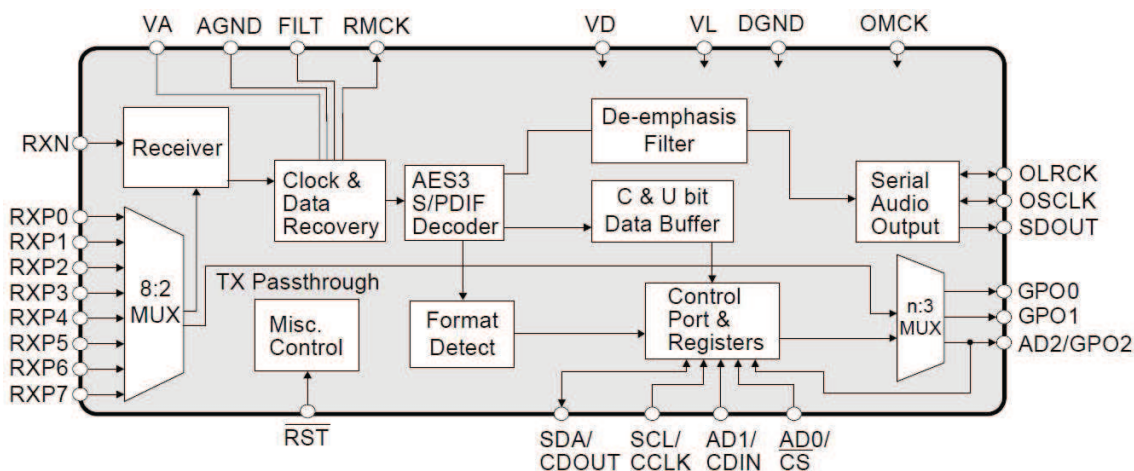 VA AGND FILT RMCK VD VL DGND OMCK
RXN
Receiver
De-emphasis
Filter
Clock &
Data
Recovery
AES3
S/PDIF
Decoder
C & U bit
Data Buffer
Serial
Audio
Output
OLRCK
OSCLK
SDOUT
RXP0
RXP1
RXP2
RXP3
RXP4
RXP5
RXP6
RXP7
8:2
MUX
TX Passthrough
Misc.
Control
Format
Detect
Control
Port &
Registers
n:3
MUX
GPO0
GPO1
AD2/GPO2
RST
SDA/
CDOUT
SCL/
CCLK
AD1/
CDIN
AD0/
CS